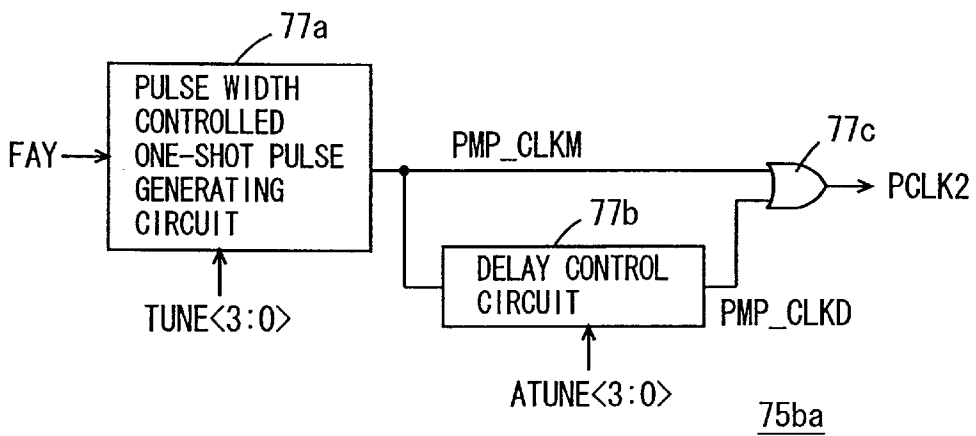 77a
PULSE WIDTH
CONTROLLED
ONE-SHOT PULSE
GENERATING
CIRCUIT
FAY
PMP_CLKM
77c
PCLK2
77b
DELAY CONTROL
CIRCUIT
PMP_CLKD
TUNE<3:0>
ATUNE<3:0>
75ba